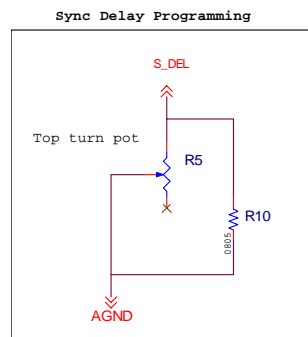 Sync Delay Programming
S_DEL
Top turn pot
R5
R10
0805
AGND